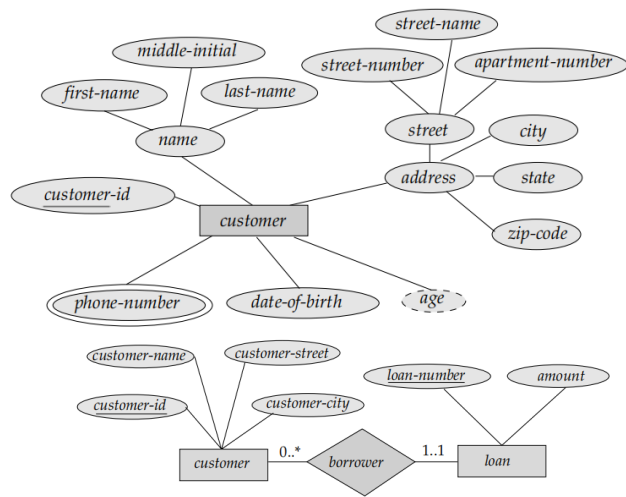 street-name
middle-initial
street-number
apartment-number
first-name
last-name
name
street
city
customer-id
address
state
customer
zip-code
phone-number
date-of-birth
age
customer-name
customer-street
loan-number
amount
customer-id
customer-city
customer
0..*
borrower
1..1
loan